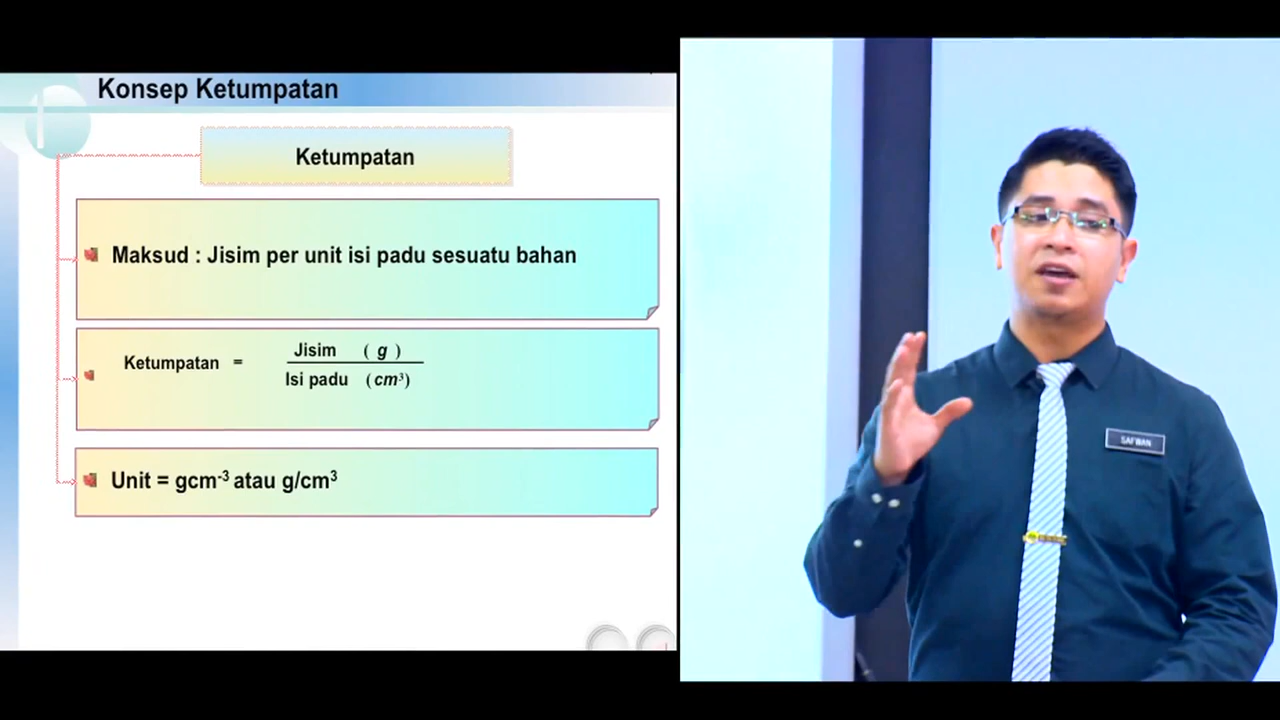 Konsep Ketumpatan
Ketumpatan
Maksud : Jisim per unit isi padu sesuatu bahan
Ketumpatan = Jisim ( g )
Isi padu (cm³)
Unit = gcm⁻³ atau g/cm³
SAFWAN